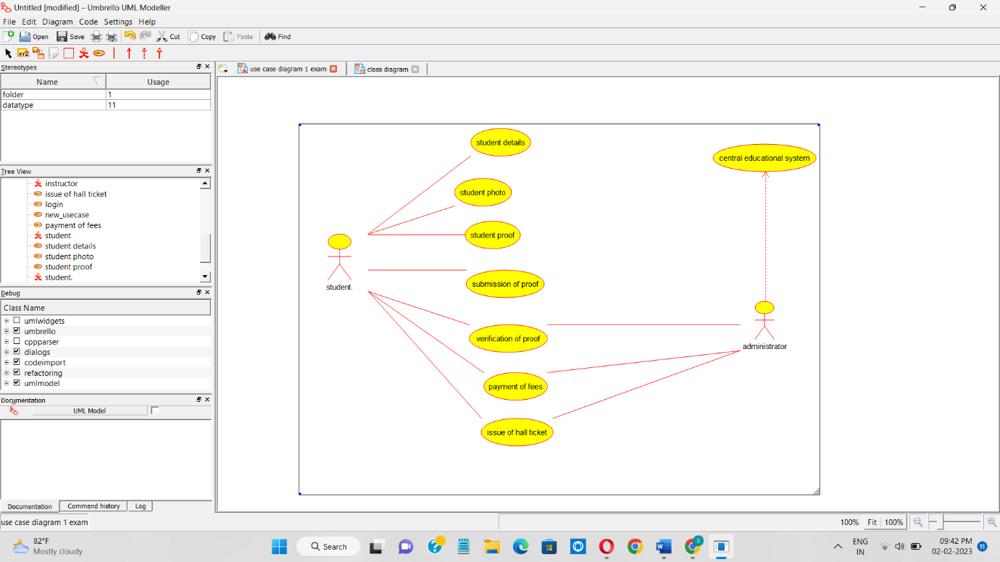 Untitled [modified] – Umbrello UML Modeller
File Edit Diagram Code Settings Help
Open Save Cut Copy Paste Find
XYZ ABC
Stereotypes
Name Usage
folder 1
datatype 11
Tree View
instructor
issue of hall ticket
login
new_usecase
payment of fees
student
student details
student photo
student proof
student.
Debug
Class Name
umlwidgets
umbrello
cppparser
dialogs
codeimport
refactoring
umlmodel
Documentation
UML Model
Documentation Command history Log
use case diagram 1 exam
use case diagram 1 exam class diagram
student details
central educational system
student photo
student proof
student.
submission of proof
verification of proof
administrator
payment of fees
issue of hall ticket
100% Fit 100%
82°F
Mostly cloudy
Search
S
ENG
IN
09:42 PM
02-02-2023
11